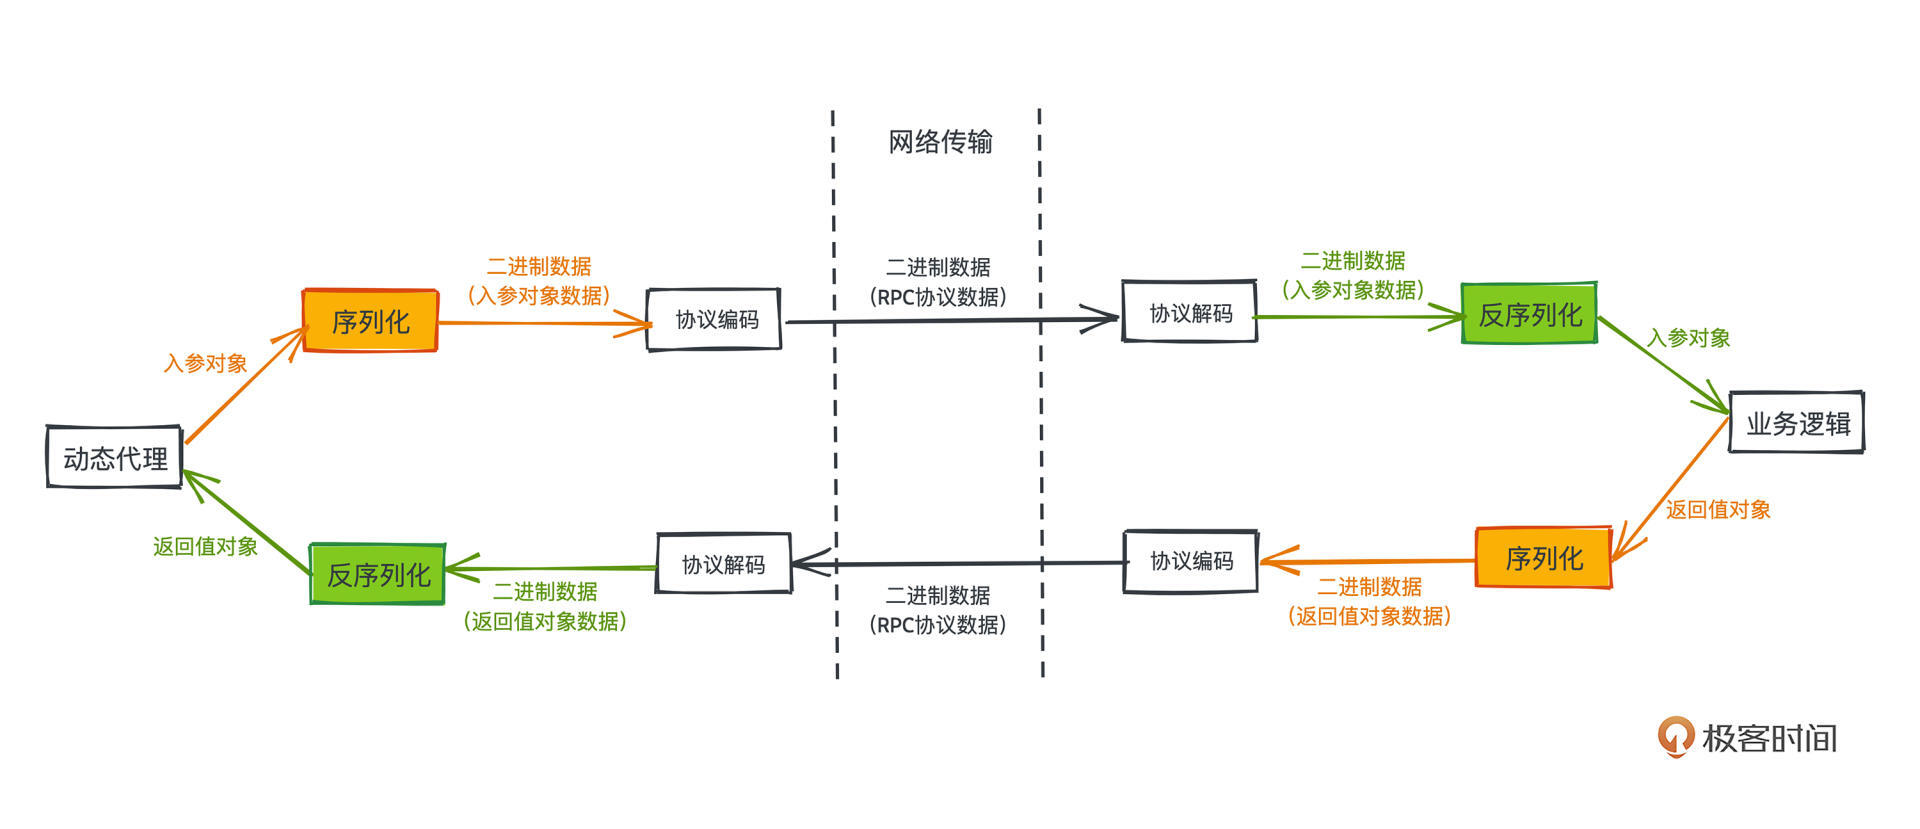 网络传输
二进制数据
(入参对象数据)
二进制数据
(RPC协议数据)
二进制数据
(入参对象数据)
序列化
协议编码
协议解码
反序列化
入参对象
入参对象
动态代理
业务逻辑
返回值对象
返回值对象
反序列化
协议解码
协议编码
序列化
二进制数据
(返回值对象数据)
二进制数据
(RPC协议数据)
二进制数据
(返回值对象数据)
极客时间